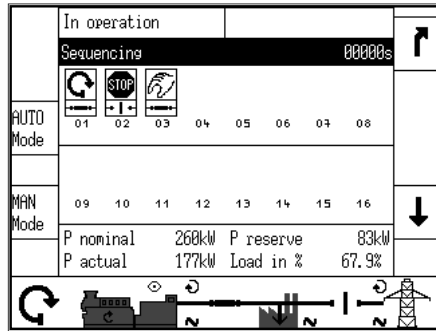 In operation
Sequencing 00000s
STOP
AUTO Mode
01 02 03 04 05 06 07 08
MAN Mode
09 10 11 12 13 14 15 16
P nominal 260kW P reserve 83kW
P actual 177kW Load in % 67.9%